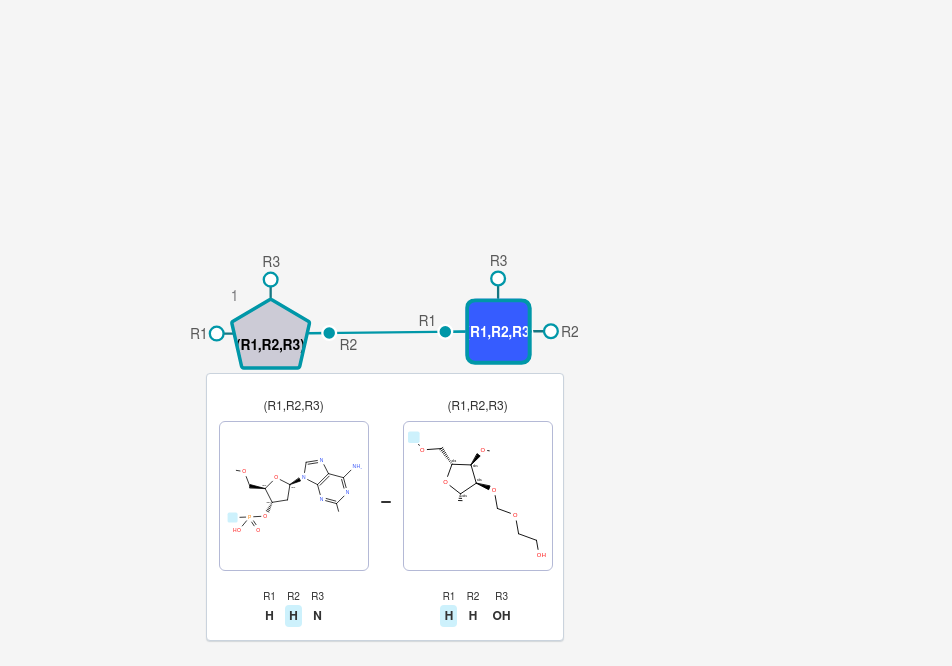 R3 R3
1
R1 (R1,R2,R3) R2 R1 R1,R2,R3 R2
(R1,R2,R3) (R1,R2,R3)
O O N N NH N N O P HO O
O O O O O OH
-
R1 R2 R3 R1 R2 R3
H H N H H OH